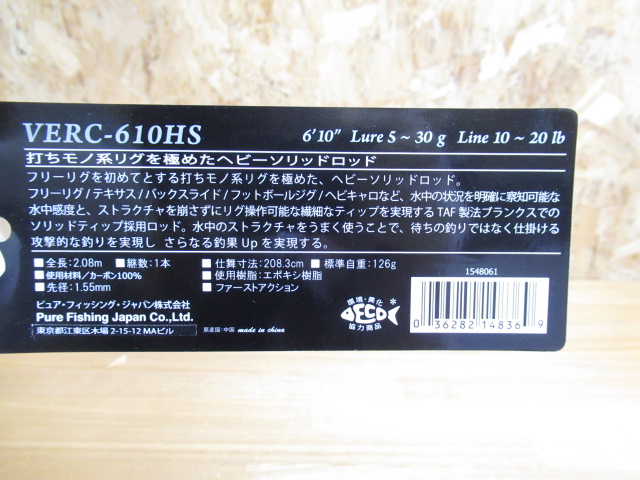 VERC-610HS 6'10" Lure 5 ~ 30 g Line 10 ~ 20 lb
打ちモノ系リグを極めたヘビーソリッドロッド
フリーリグを初めてとする打ちモノ系リグを極めた、ヘビーソリッドロッド。
フリーリグ/テキサス/バックスライド/フットボールジグ/ヘビキャロなど、水中の状況を明確に察知可能な
水中感度と、ストラクチャを崩さずにリグ操作可能な繊細なティップを実現するTAF製法ブランクスでの
ソリッドティップ採用ロッド。水中のストラクチャをうまく使うことで、待ちの釣りではなく仕掛ける
攻撃的な釣りを実現し さらなる釣果Upを実現する。
■全長：2.08m ■継数：1本 ■仕舞寸法：208.3cm ■標準自重：126g
■使用材料／カーボン100% ■使用樹脂：エポキシ樹脂
■先径：1.55mm ■ファーストアクション
1548061
ピュア・フィッシング・ジャパン株式会社
Pure Fishing Japan Co.,Ltd.
東京都江東区木場 2-15-12 MAビル 原産国：中国 made in china
環境・美化
ECO
協力商品
0 36282 14836 9